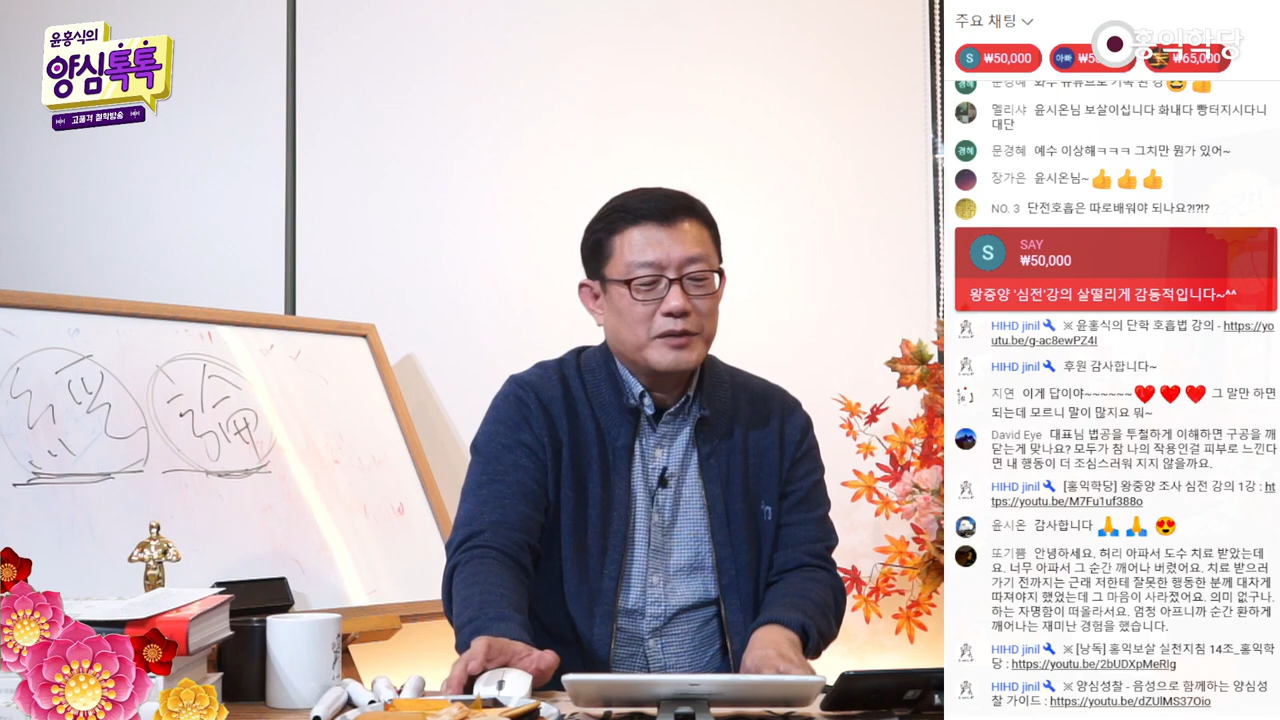 윤홍식의
양심톡톡
고품격 철학방송
經 論
주요 채팅
홍익학당
S ₩50,000
아빠
₩65,000
경혜 문경혜
멜리샤 윤시온님 보살이십니다 화내다 빵터지시다니
대단
경혜 문경혜 예수 이상해ㅋㅋㅋ 그치만 뭔가 있어~
장가은 윤시온님~👍👍👍
NO. 3 단전호흡은 따로배워야 되나요?!?!?
S SAY
₩50,000
왕중양 '심전'강의 살떨리게 감동적입니다~^^
HIHD jinil 🔧 ※ 윤홍식의 단학 호흡법 강의 - https://yo
utu.be/g-ac8ewPZ4I
HIHD jinil 🔧 후원 감사합니다~
지연 이게 답이야~~~~~~❤️❤️❤️ 그 말만 하면
되는데 모르니 말이 많지요 뭐~
David Eye 대표님 법공을 투철하게 이해하면 구공을 깨
닫는게 맞나요? 모두가 참 나의 작용인걸 피부로 느낀다
면 내 행동이 더 조심스러워 지지 않을까요.
HIHD jinil 🔧 [홍익학당] 왕중양 조사 심전 강의 1강 : ht
tps://youtu.be/M7Fu1uf388o
윤시온 감사합니다 🙏🙏😍
또기쁨 안녕하세요. 허리 아파서 도수 치료 받았는데
요. 너무 아파서 그 순간 깨어나 버렸어요. 치료 받으러
가기 전까지는 근래 저한테 잘못한 행동한 분께 대차게
따져야지 했었는데 그 마음이 사라졌어요. 의미 없구나.
하는 자명함이 떠올라서요. 엄청 아프니까 순간 환하게
깨어나는 재미난 경험을 했습니다.
HIHD jinil 🔧 ※ [낭독] 홍익보살 실천지침 14조_홍익학
당 : https://youtu.be/2bUDXpMeRIg
HIHD jinil 🔧 ※ 양심성찰 - 음성으로 함께하는 양심성
찰 가이드 : https://youtu.be/dZUlMS37Oio